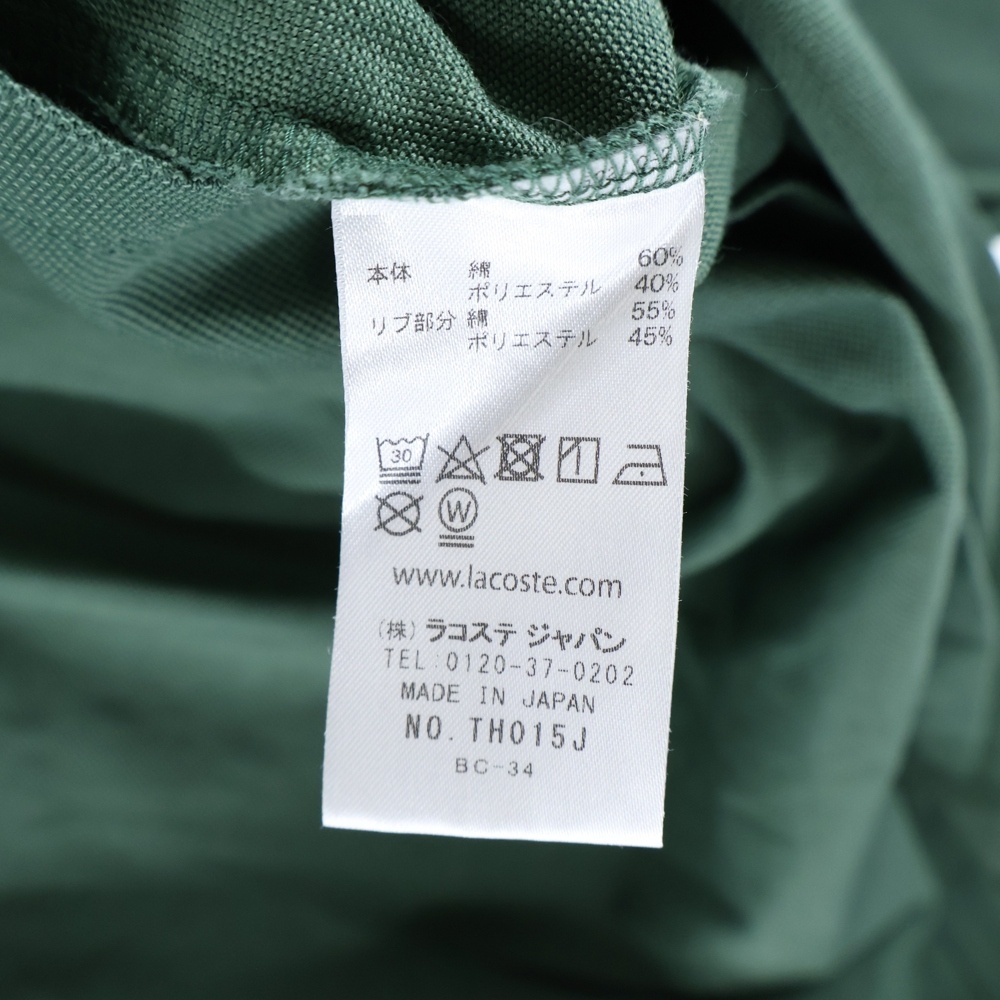 本体 綿 60%
ポリエステル 40%
リブ部分 綿 55%
ポリエステル 45%
30
W
www.lacoste.com
(株) ラコステ ジャパン
TEL:0120-37-0202
MADE IN JAPAN
NO. TH015J
BC-34